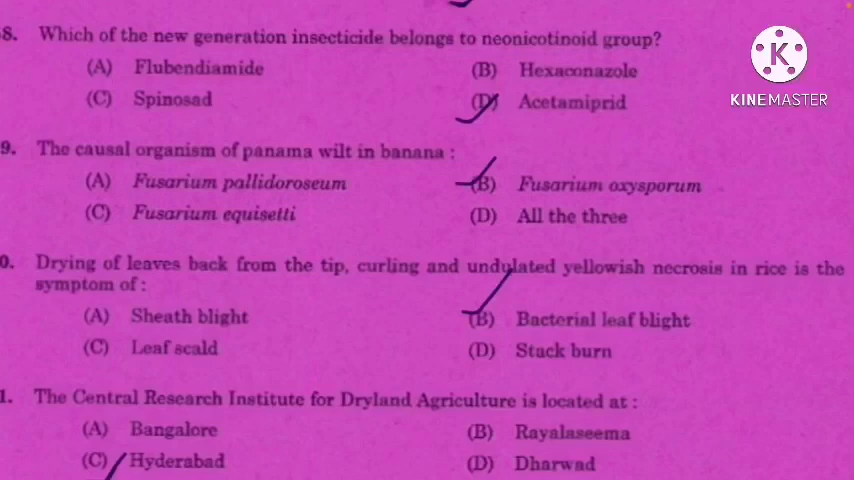 8. Which of the new generation insecticide belongs to neonicotinoid group?
(A) Flubendiamide (B) Hexaconazole
(C) Spinosad (D) Acetamiprid
K
KINEMASTER
9. The causal organism of panama wilt in banana :
(A) Fusarium pallidoroseum (B) Fusarium oxysporum
(C) Fusarium equisetti (D) All the three
0. Drying of leaves back from the tip, curling and undulated yellowish necrosis in rice is the
symptom of :
(A) Sheath blight (B) Bacterial leaf blight
(C) Leaf scald (D) Stack burn
1. The Central Research Institute for Dryland Agriculture is located at :
(A) Bangalore (B) Rayalaseema
(C) Hyderabad (D) Dharwad